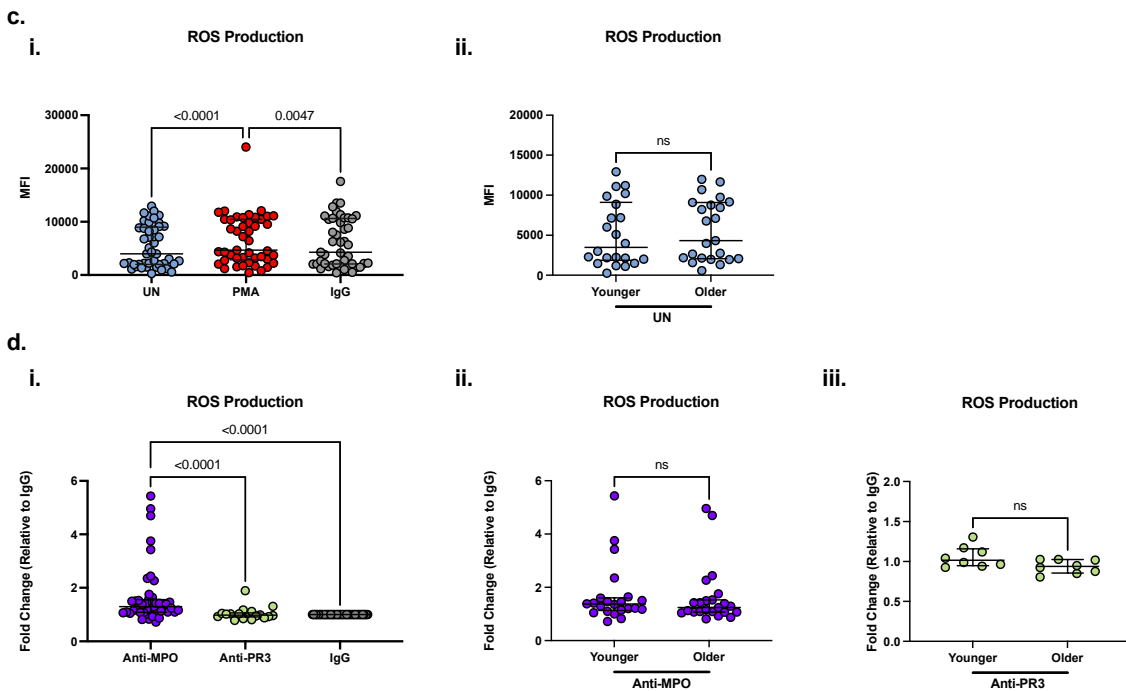 c.
i.
ROS Production
MFI
30000
20000
10000
0
<0.0001
0.0047
UN
PMA
IgG
ii.
ROS Production
MFI
20000
15000
10000
5000
0
ns
Younger
Older
UN
d.
i.
ROS Production
Fold Change (Relative to IgG)
6
4
2
0
<0.0001
<0.0001
Anti-MPO
Anti-PR3
IgG
ii.
ROS Production
Fold Change (Relative to IgG)
6
4
2
0
ns
Younger
Older
Anti-MPO
iii.
ROS Production
Fold Change (Relative to IgG)
2.0
1.5
1.0
0.5
0.0
ns
Younger
Older
Anti-PR3